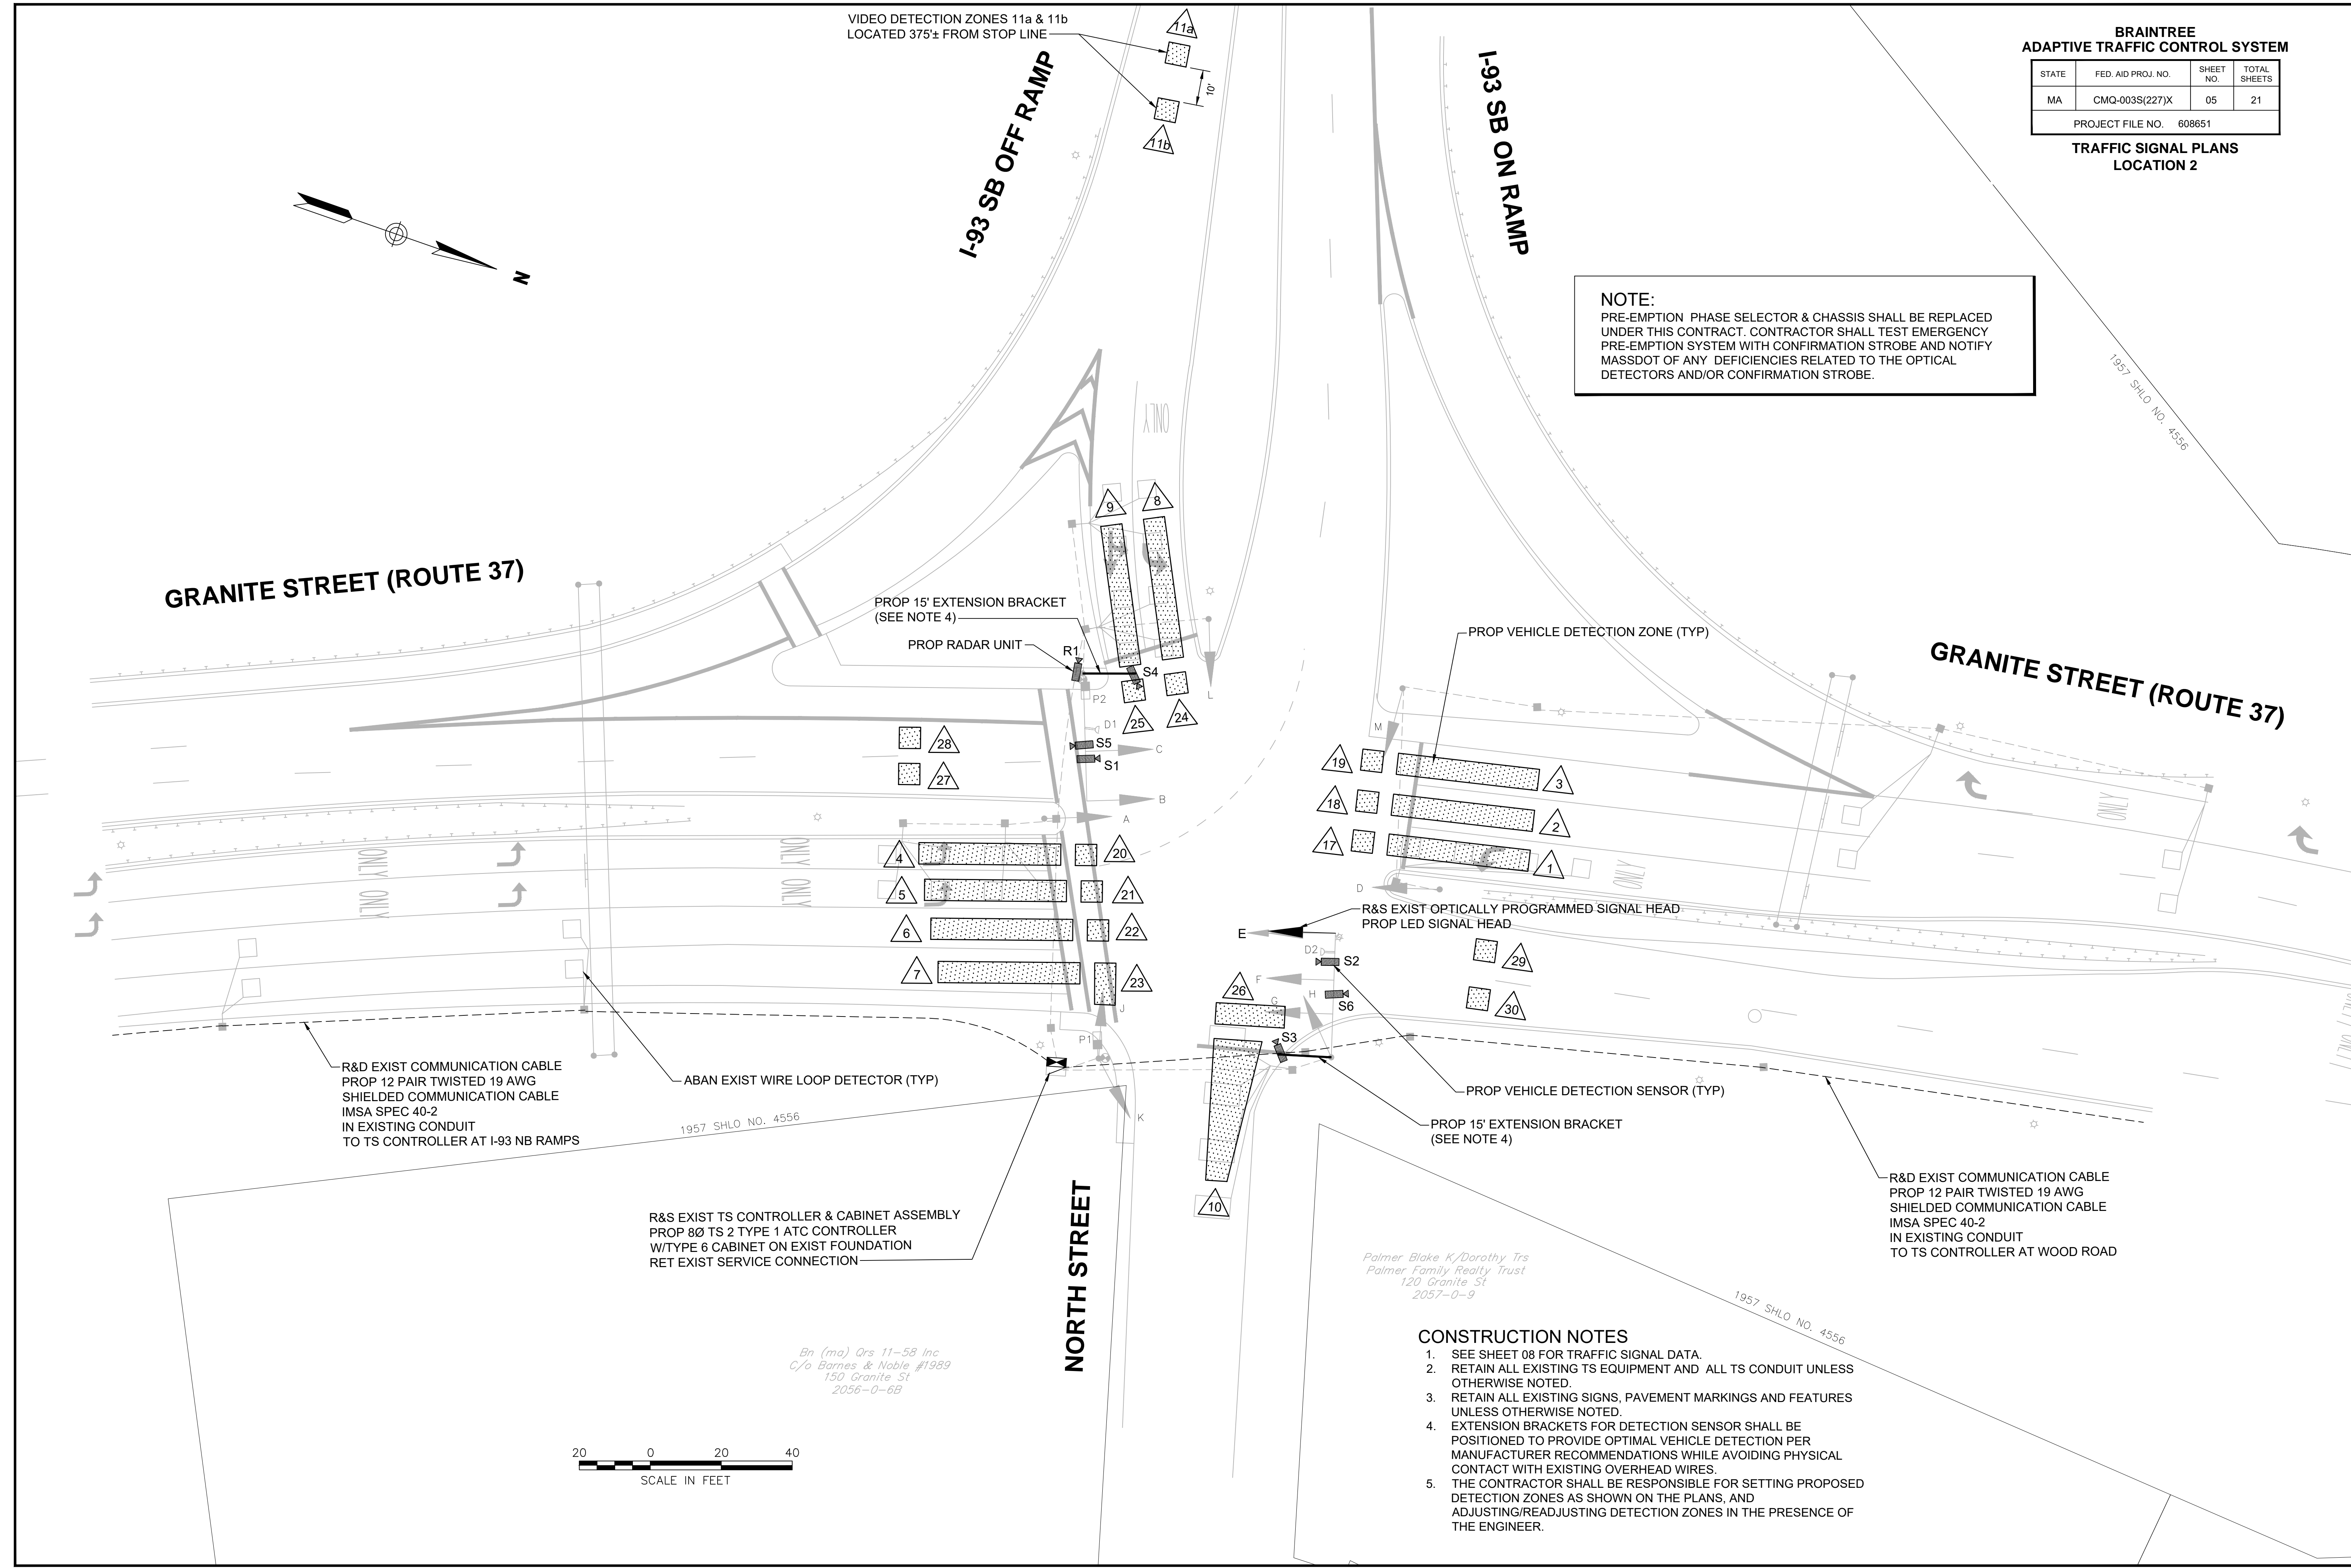 VIDEO DETECTION ZONES 11a & 11b
LOCATED 375'± FROM STOP LINE
11a
10'
11b
I-93 SB OFF RAMP
I-93 SB ON RAMP
BRAINTREE
ADAPTIVE TRAFFIC CONTROL SYSTEM
STATE FED. AID PROJ. NO. SHEET NO. TOTAL SHEETS
MA CMQ-003S(227)X 05 21
PROJECT FILE NO. 608651
TRAFFIC SIGNAL PLANS
LOCATION 2
N
NOTE:
PRE-EMPTION PHASE SELECTOR & CHASSIS SHALL BE REPLACED
UNDER THIS CONTRACT. CONTRACTOR SHALL TEST EMERGENCY
PRE-EMPTION SYSTEM WITH CONFIRMATION STROBE AND NOTIFY
MASSDOT OF ANY DEFICIENCIES RELATED TO THE OPTICAL
DETECTORS AND/OR CONFIRMATION STROBE.
1957 SHLO NO. 4556
ONLY
9
8
GRANITE STREET (ROUTE 37)
PROP 15' EXTENSION BRACKET
(SEE NOTE 4)
PROP RADAR UNIT
R1
S4
P2
L
25
24
D1
S5
C
S1
28
27
B
A
PROP VEHICLE DETECTION ZONE (TYP)
GRANITE STREET (ROUTE 37)
M
19
3
18
2
17
1
ONLY
ONLY
D
ONLY
ONLY
ONLY
ONLY
4
20
5
21
6
22
7
23
R&S EXIST OPTICALLY PROGRAMMED SIGNAL HEAD
PROP LED SIGNAL HEAD
E
D2
S2
F
26
G
H
S6
29
30
S3
J
P1
K
10
R&D EXIST COMMUNICATION CABLE
PROP 12 PAIR TWISTED 19 AWG
SHIELDED COMMUNICATION CABLE
IMSA SPEC 40-2
IN EXISTING CONDUIT
TO TS CONTROLLER AT I-93 NB RAMPS
ABAN EXIST WIRE LOOP DETECTOR (TYP)
1957 SHLO NO. 4556
PROP VEHICLE DETECTION SENSOR (TYP)
PROP 15' EXTENSION BRACKET
(SEE NOTE 4)
R&D EXIST COMMUNICATION CABLE
PROP 12 PAIR TWISTED 19 AWG
SHIELDED COMMUNICATION CABLE
IMSA SPEC 40-2
IN EXISTING CONDUIT
TO TS CONTROLLER AT WOOD ROAD
R&S EXIST TS CONTROLLER & CABINET ASSEMBLY
PROP 8Ø TS 2 TYPE 1 ATC CONTROLLER
W/TYPE 6 CABINET ON EXIST FOUNDATION
RET EXIST SERVICE CONNECTION
NORTH STREET
Palmer Blake K/Dorothy Trs
Palmer Family Realty Trust
120 Granite St
2057-0-9
1957 SHLO NO. 4556
Bn (ma) Qrs 11-58 Inc
C/o Barnes & Noble #1989
150 Granite St
2056-0-6B
20 0 20 40
SCALE IN FEET
CONSTRUCTION NOTES
1. SEE SHEET 08 FOR TRAFFIC SIGNAL DATA.
2. RETAIN ALL EXISTING TS EQUIPMENT AND ALL TS CONDUIT UNLESS
OTHERWISE NOTED.
3. RETAIN ALL EXISTING SIGNS, PAVEMENT MARKINGS AND FEATURES
UNLESS OTHERWISE NOTED.
4. EXTENSION BRACKETS FOR DETECTION SENSOR SHALL BE
POSITIONED TO PROVIDE OPTIMAL VEHICLE DETECTION PER
MANUFACTURER RECOMMENDATIONS WHILE AVOIDING PHYSICAL
CONTACT WITH EXISTING OVERHEAD WIRES.
5. THE CONTRACTOR SHALL BE RESPONSIBLE FOR SETTING PROPOSED
DETECTION ZONES AS SHOWN ON THE PLANS, AND
ADJUSTING/READJUSTING DETECTION ZONES IN THE PRESENCE OF
THE ENGINEER.